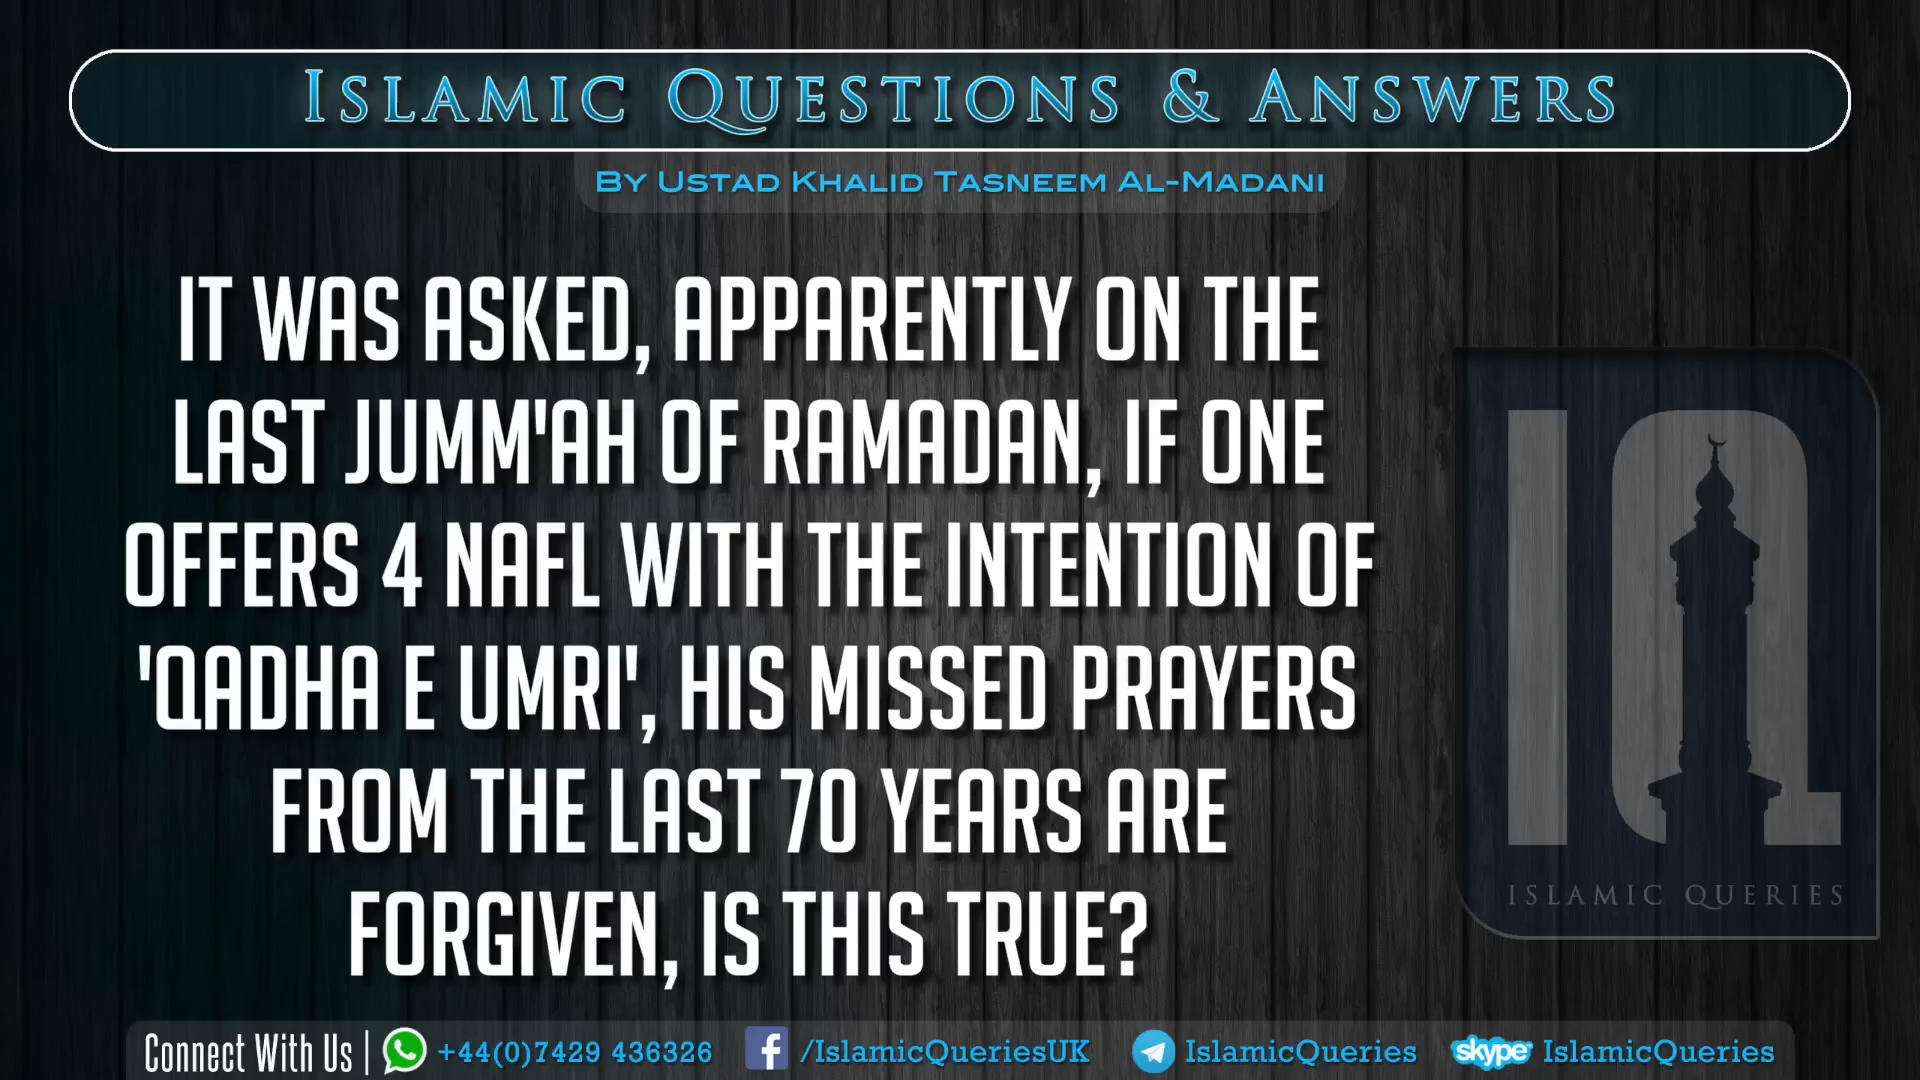 ISLAMIC QUESTIONS & ANSWERS
BY USTAD KHALID TASNEEM AL-MADANI
IT WAS ASKED, APPARENTLY ON THE
LAST JUMM'AH OF RAMADAN, IF ONE
OFFERS 4 NAFL WITH THE INTENTION OF
'QADHA E UMRI', HIS MISSED PRAYERS
FROM THE LAST 70 YEARS ARE
FORGIVEN, IS THIS TRUE?
IQ
ISLAMIC QUERIES
Connect With Us | +44(0)7429 436326 f /IslamicQueriesUK IslamicQueries skype IslamicQueries